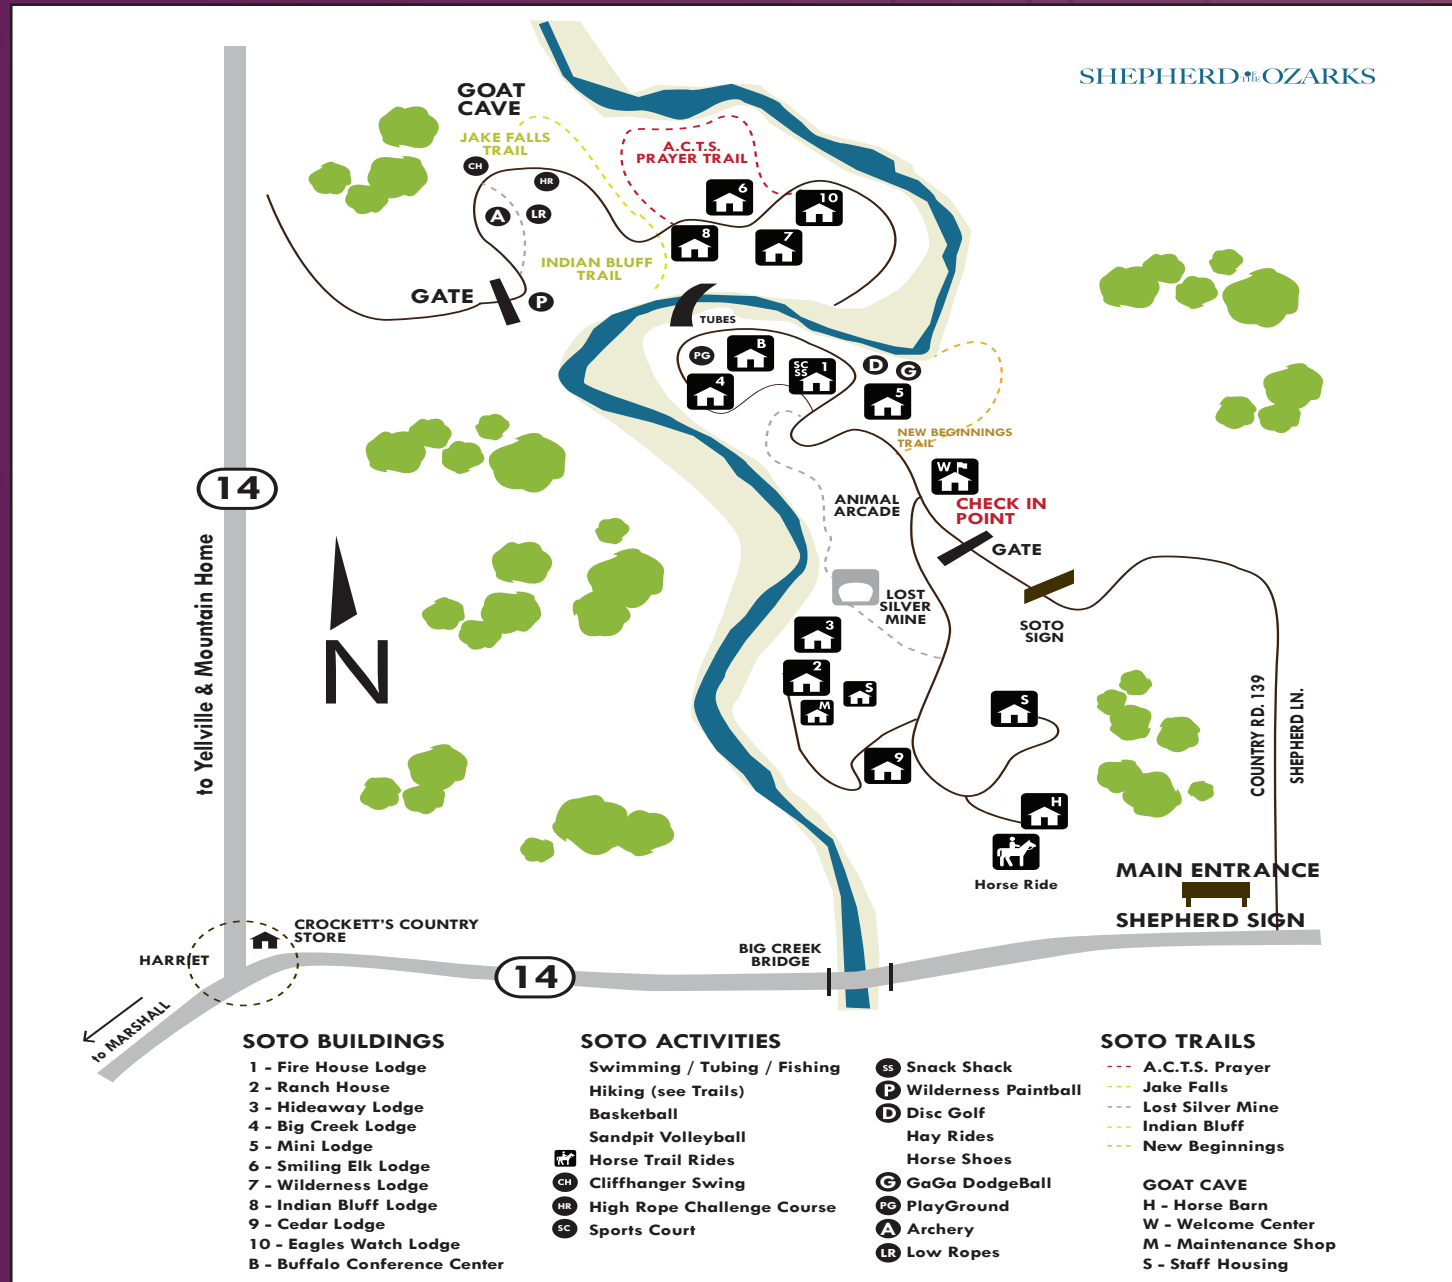 SHEPHERD OF THE OZARKS
GOAT
CAVE
JAKE FALLS
TRAIL
A.C.T.S.
PRAYER TRAIL
CH
HR
A
LR
6
10
8
7
INDIAN BLUFF
TRAIL
GATE
P
TUBES
PG
B
SC
SS
1
4
D
G
5
NEW BEGINNINGS
TRAIL
W
CHECK IN
POINT
ANIMAL
ARCADE
GATE
14
to Yellville & Mountain Home
N
LOST
SILVER
MINE
SOTO
SIGN
3
2
S
M
S
9
H
Horse Ride
COUNTRY RD. 139
SHEPHERD LN.
MAIN ENTRANCE
SHEPHERD SIGN
CROCKETT'S COUNTRY
STORE
HARRIET
14
BIG CREEK
BRIDGE
to MARSHALL
SOTO BUILDINGS
1 - Fire House Lodge
2 - Ranch House
3 - Hideaway Lodge
4 - Big Creek Lodge
5 - Mini Lodge
6 - Smiling Elk Lodge
7 - Wilderness Lodge
8 - Indian Bluff Lodge
9 - Cedar Lodge
10 - Eagles Watch Lodge
B - Buffalo Conference Center
SOTO ACTIVITIES
Swimming / Tubing / Fishing
Hiking (see Trails)
Basketball
Sandpit Volleyball
Horse Trail Rides
CH Cliffhanger Swing
HR High Rope Challenge Course
SC Sports Court
SS Snack Shack
P Wilderness Paintball
D Disc Golf
Hay Rides
Horse Shoes
G GaGa DodgeBall
PG PlayGround
A Archery
LR Low Ropes
SOTO TRAILS
A.C.T.S. Prayer
Jake Falls
Lost Silver Mine
Indian Bluff
New Beginnings
GOAT CAVE
H - Horse Barn
W - Welcome Center
M - Maintenance Shop
S - Staff Housing